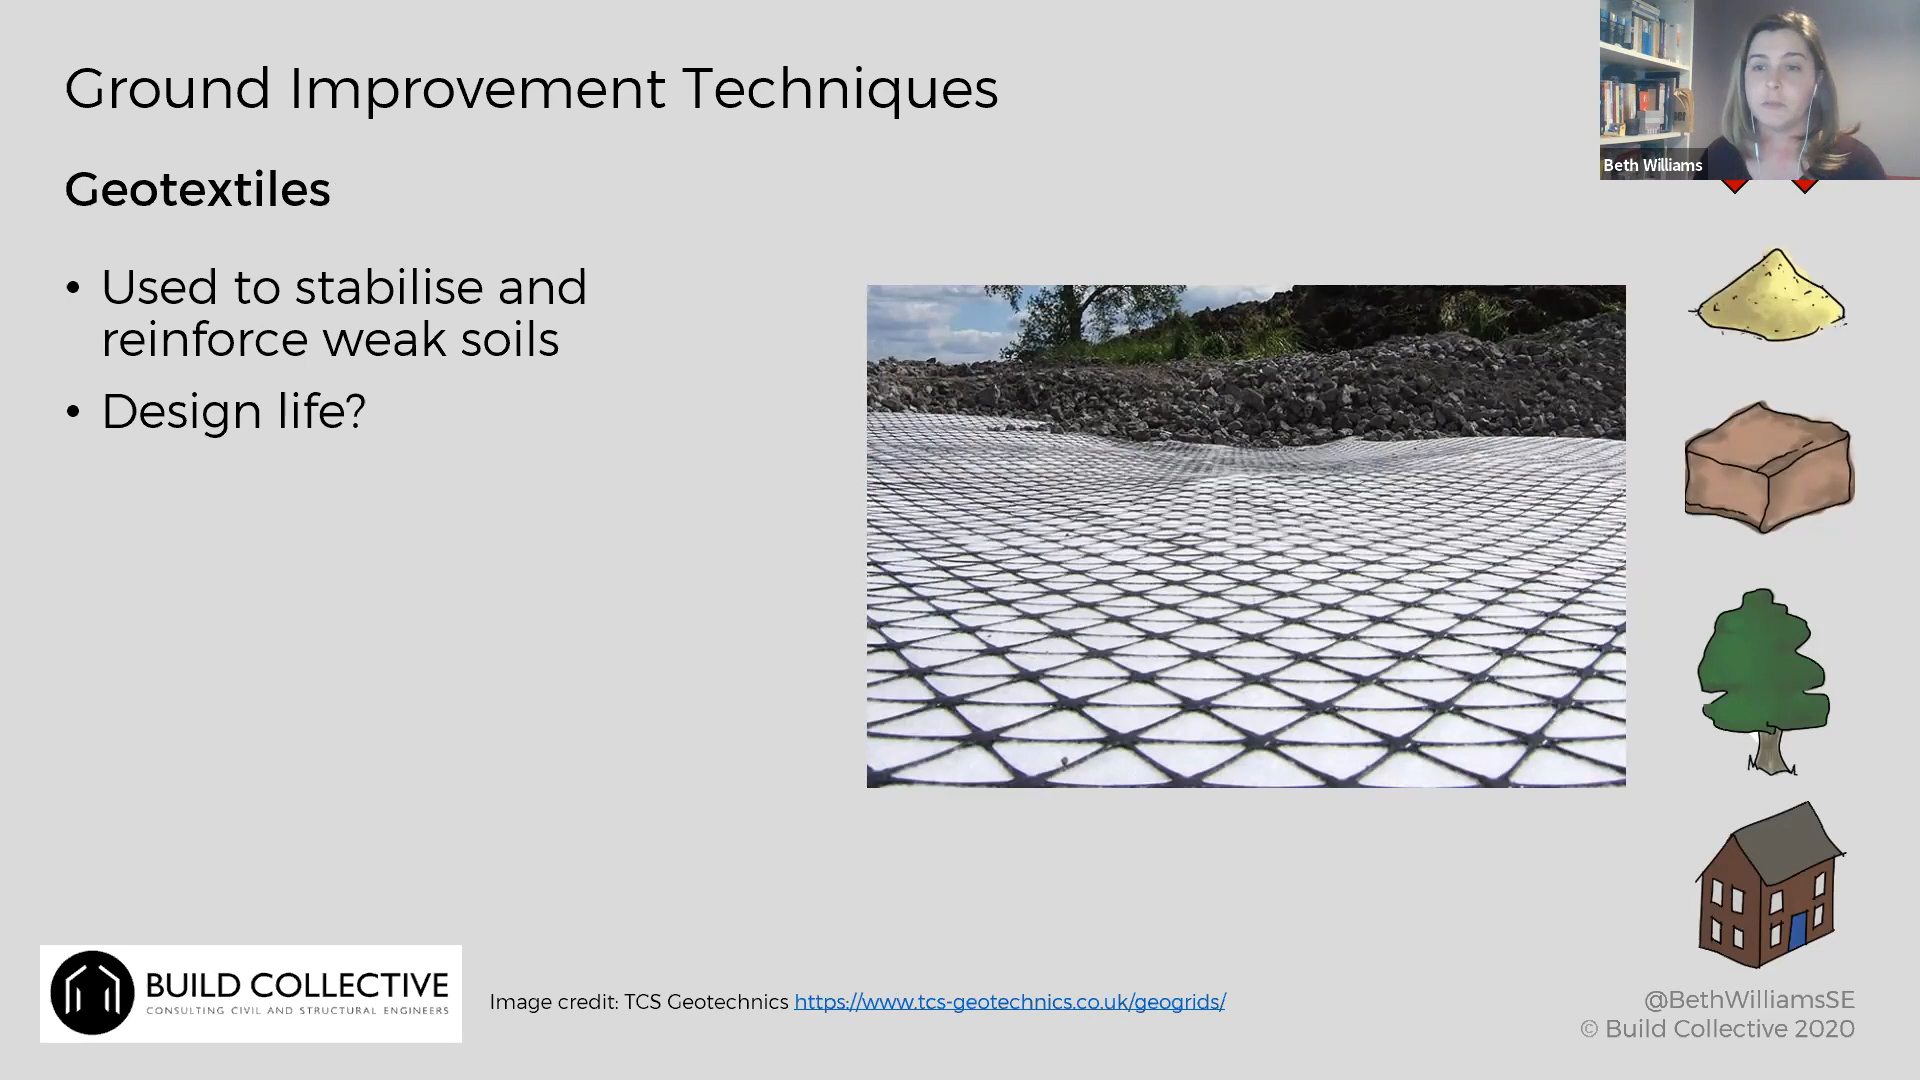 Ground Improvement Techniques
Beth Williams
Geotextiles
• Used to stabilise and
reinforce weak soils
• Design life?
BUILD COLLECTIVE
CONSULTING CIVIL AND STRUCTURAL ENGINEERS
Image credit: TCS Geotechnics https://www.tcs-geotechnics.co.uk/geogrids/
@BethWilliamsSE
© Build Collective 2020